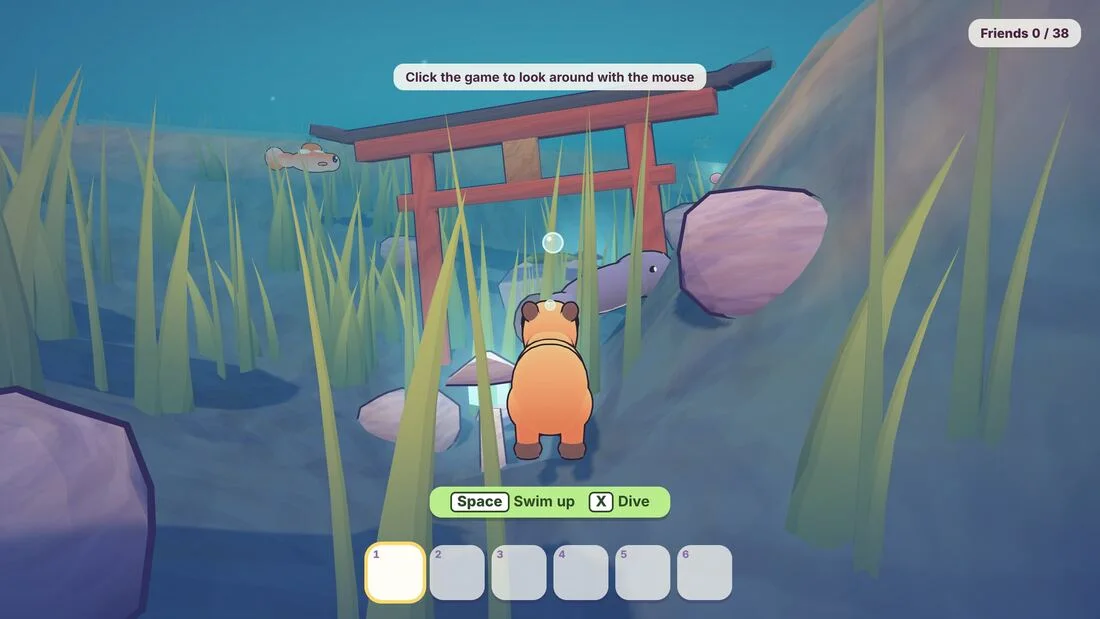 Friends 0 / 38
Click the game to look around with the mouse
Space Swim up X Dive
1 2 3 4 5 6